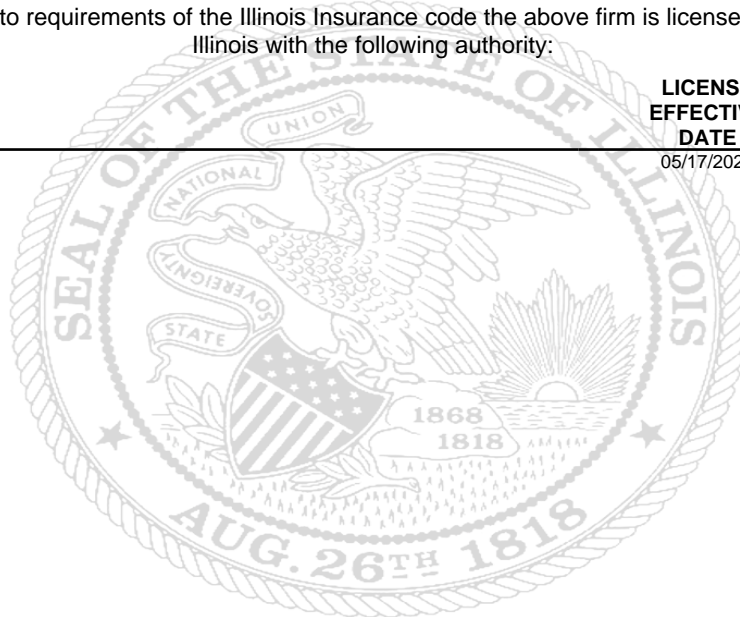 to requirements of the Illinois Insurance code the above firm is license
Illinois with the following authority:
LICENS
EFFECTIV
DATE
05/17/202
SEAL OF THE STATE OF ILLINOIS
UNION
NATIONAL
SOVEREIGNTY
STATE
1868
1818
AUG. 26TH 1818